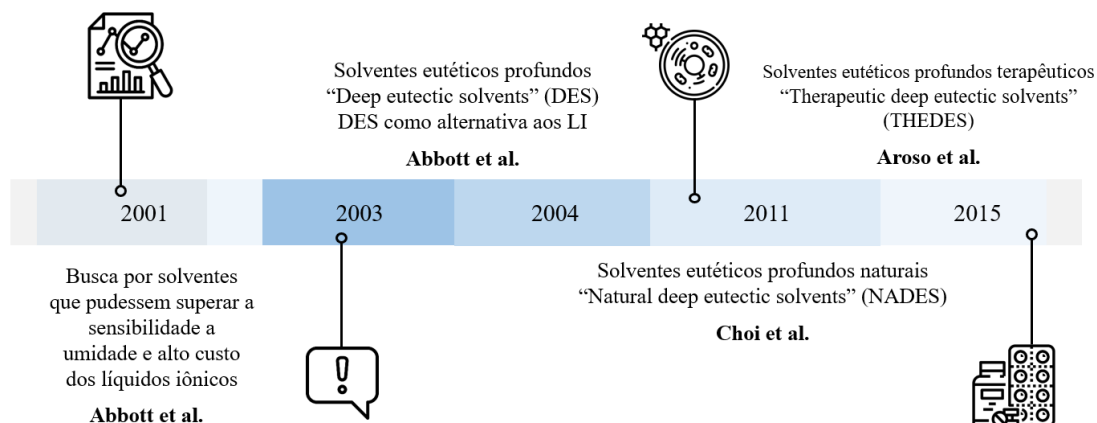 Solventes eutéticos profundos
“Deep eutectic solvents” (DES)
DES como alternativa aos LI
Abbott et al.
Solventes eutéticos profundos terapêuticos
“Therapeutic deep eutectic solvents”
(THEDES)
Aroso et al.
2001
2003
2004
2011
2015
Busca por solventes
que pudessem superar a
sensibilidade a
umidade e alto custo
dos líquidos iônicos
Abbott et al.
Solventes eutéticos profundos naturais
“Natural deep eutectic solvents” (NADES)
Choi et al.